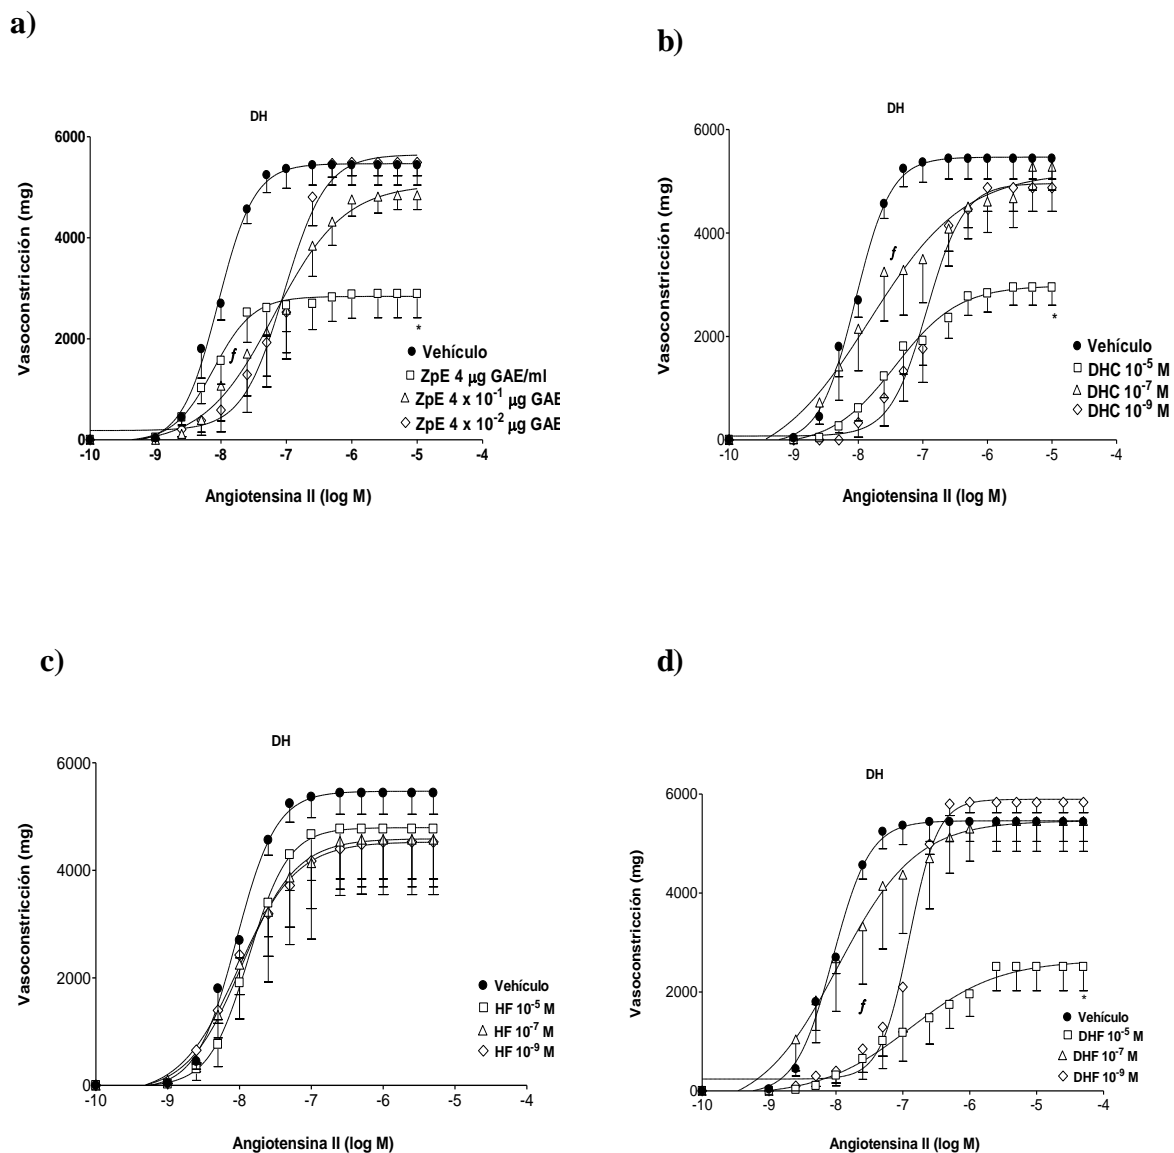 a)
DH
Vasoconstricción (mg)
6000
4000
2000
0
ƒ
*
Vehículo
ZpE 4 μg GAE/ml
ZpE 4 x 10⁻¹ μg GAE
ZpE 4 x 10⁻² μg GAE
-10 -9 -8 -7 -6 -5 -4
Angiotensina II (log M)
b)
DH
Vasoconstricción (mg)
6000
4000
2000
0
ƒ
*
Vehículo
DHC 10⁻⁵ M
DHC 10⁻⁷ M
DHC 10⁻⁹ M
-10 -9 -8 -7 -6 -5 -4
Angiotensina II (log M)
c)
DH
Vasoconstricción (mg)
6000
4000
2000
0
Vehículo
HF 10⁻⁵ M
HF 10⁻⁷ M
HF 10⁻⁹ M
-10 -9 -8 -7 -6 -5 -4
Angiotensina II (log M)
d)
DH
Vasoconstricción (mg)
6000
4000
2000
0
ƒ
*
Vehículo
DHF 10⁻⁵ M
DHF 10⁻⁷ M
DHF 10⁻⁹ M
-10 -9 -8 -7 -6 -5 -4
Angiotensina II (log M)